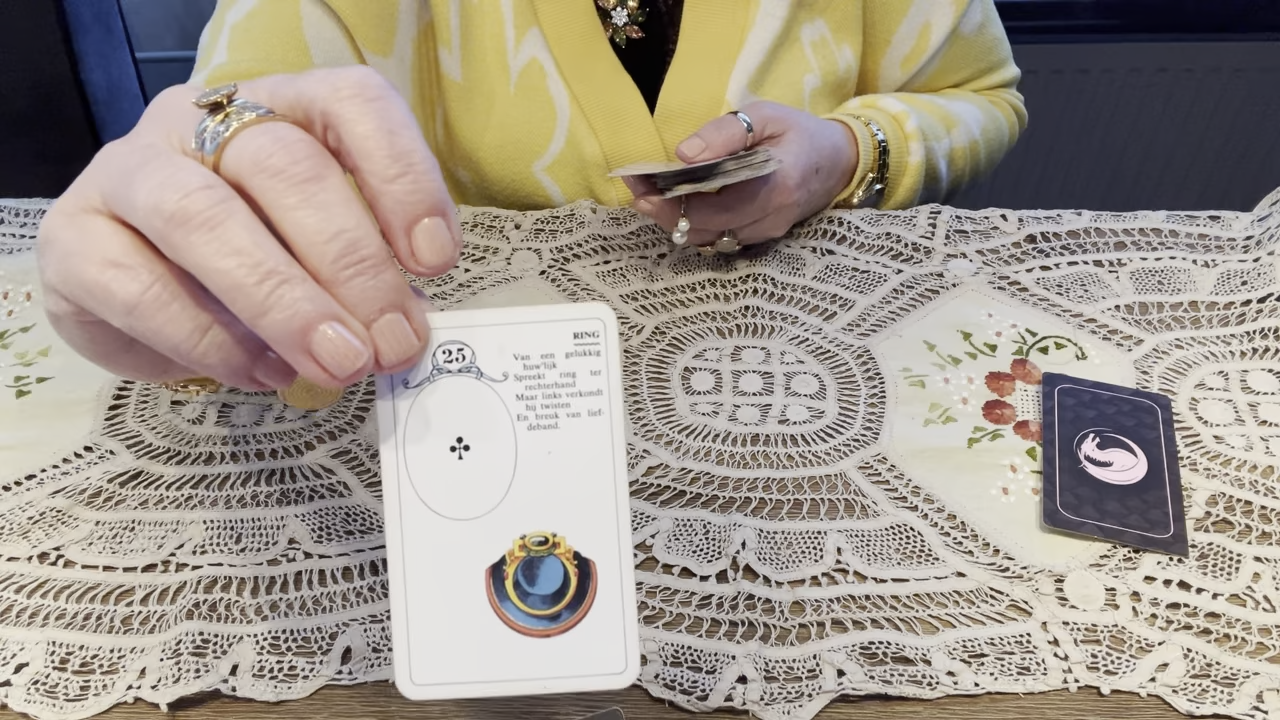 RING
25
Van een gelukkig
huw'lijk
Spreekt ring ter
rechterhand
Maar links verkondt
hij twisten
En breuk van lief-
deband.